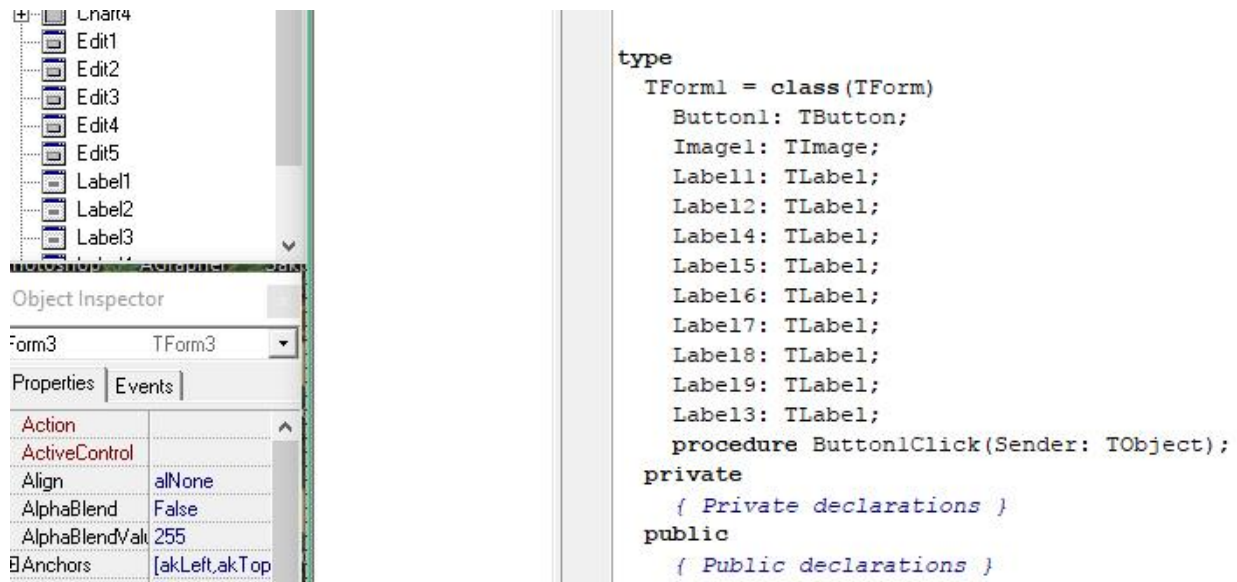 Chart4
Edit1
Edit2
Edit3
Edit4
Edit5
Label1
Label2
Label3
Object Inspector
Form3 TForm3
Properties Events
Action
ActiveControl
Align alNone
AlphaBlend False
AlphaBlendValu 255
Anchors [akLeft,akTop
type
TForm1 = class(TForm)
Button1: TButton;
Image1: TImage;
Label1: TLabel;
Label2: TLabel;
Label4: TLabel;
Label5: TLabel;
Label6: TLabel;
Label7: TLabel;
Label8: TLabel;
Label9: TLabel;
Label3: TLabel;
procedure Button1Click(Sender: TObject);
private
{ Private declarations }
public
{ Public declarations }